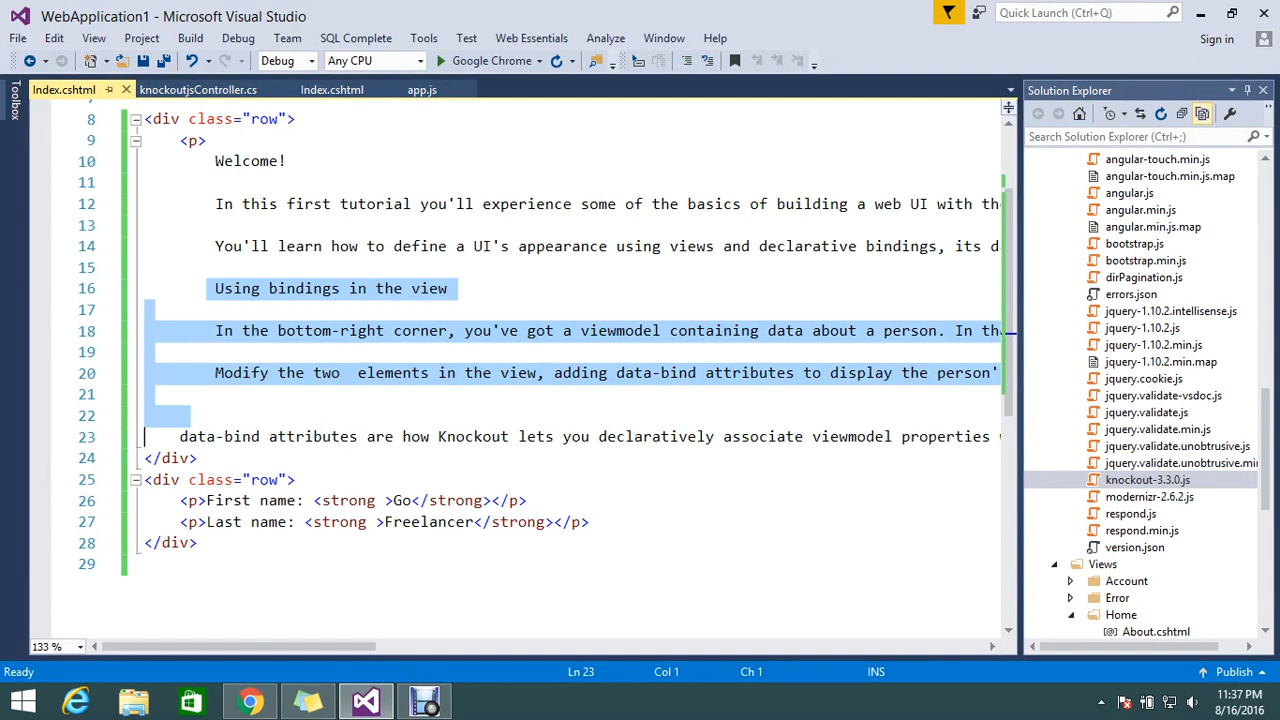 WebApplication1 - Microsoft Visual Studio
Quick Launch (Ctrl+Q)
File Edit View Project Build Debug Team SQL Complete Tools Test Web Essentials Analyze Window Help
Sign in
Debug Any CPU Google Chrome
Toolbox
Index.cshtml knockoutjsController.cs Index.cshtml app.js
8 <div class="row">
9 <p>
10 Welcome!
11
12 In this first tutorial you'll experience some of the basics of building a web UI with the
13
14 You'll learn how to define a UI's appearance using views and declarative bindings, its d
15
16 Using bindings in the view
17
18 In the bottom-right corner, you've got a viewmodel containing data about a person. In th
19
20 Modify the two  elements in the view, adding data-bind attributes to display the person'
21
22
23 data-bind attributes are how Knockout lets you declaratively associate viewmodel properties
24 </div>
25 <div class="row">
26 <p>First name: <strong >Go</strong></p>
27 <p>Last name: <strong >Freelancer</strong></p>
28 </div>
29
133 %
Solution Explorer
Search Solution Explorer (Ctrl+;)
angular-touch.min.js
angular-touch.min.js.map
angular.js
angular.min.js
angular.min.js.map
bootstrap.js
bootstrap.min.js
dirPagination.js
errors.json
jquery-1.10.2.intellisense.js
jquery-1.10.2.js
jquery-1.10.2.min.js
jquery-1.10.2.min.map
jquery.cookie.js
jquery.validate-vsdoc.js
jquery.validate.js
jquery.validate.min.js
jquery.validate.unobtrusive.js
jquery.validate.unobtrusive.min
knockout-3.3.0.js
modernizr-2.6.2.js
respond.js
respond.min.js
version.json
Views
Account
Error
Home
About.cshtml
Ready Ln 23 Col 1 Ch 1 INS Publish
11:37 PM
8/16/2016